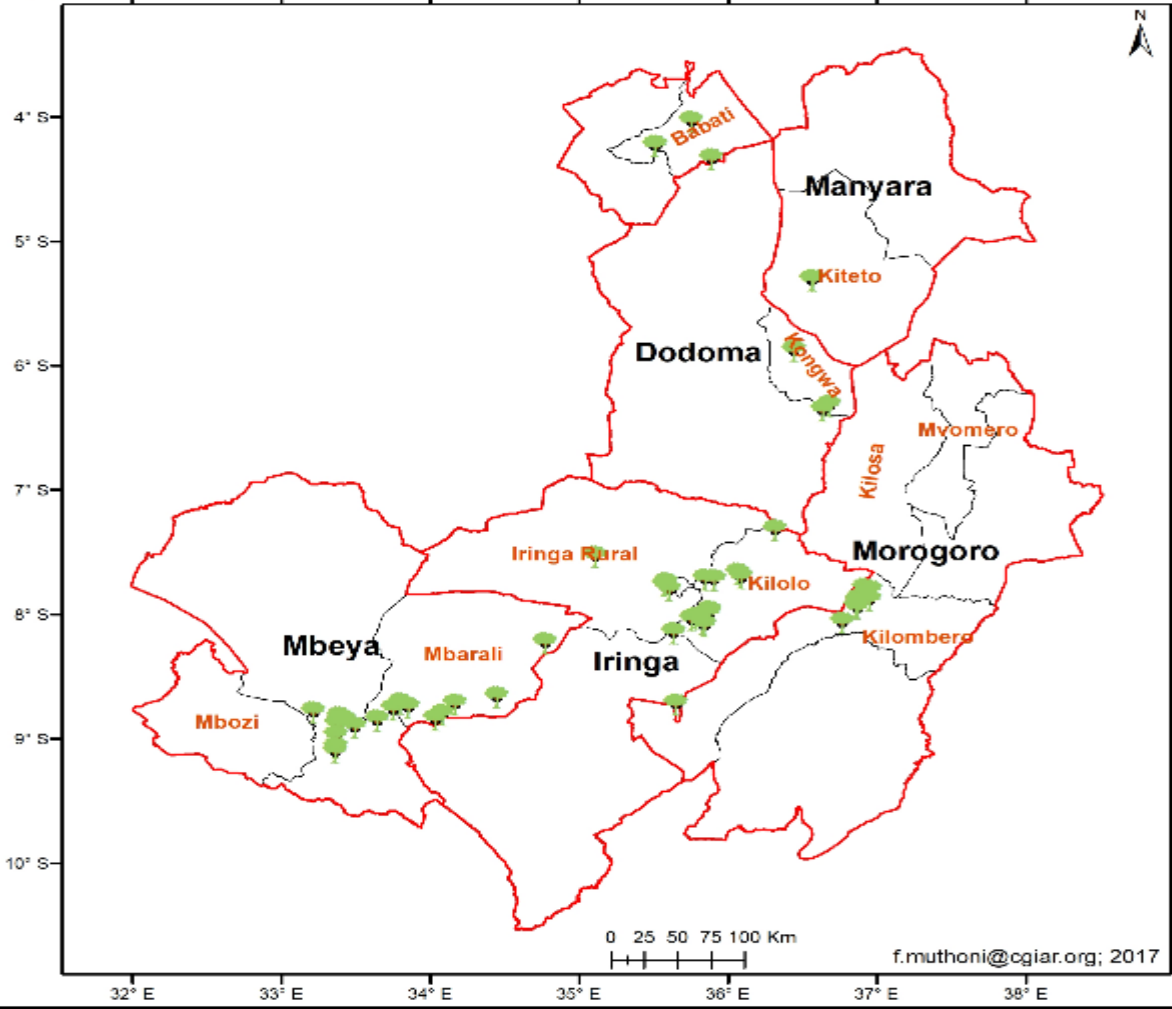 N
4° S
5° S
6° S
7° S
8° S
9° S
10° S
Babati
Manyara
Kiteto
Dodoma
Kongwa
Mvomero
Kilosa
Iringa Rural
Morogoro
Kilolo
Kilombero
Mbeya
Mbarali
Iringa
Mbozi
0 25 50 75 100 Km
f.muthoni@cgiar.org; 2017
32° E 33° E 34° E 35° E 36° E 37° E 38° E